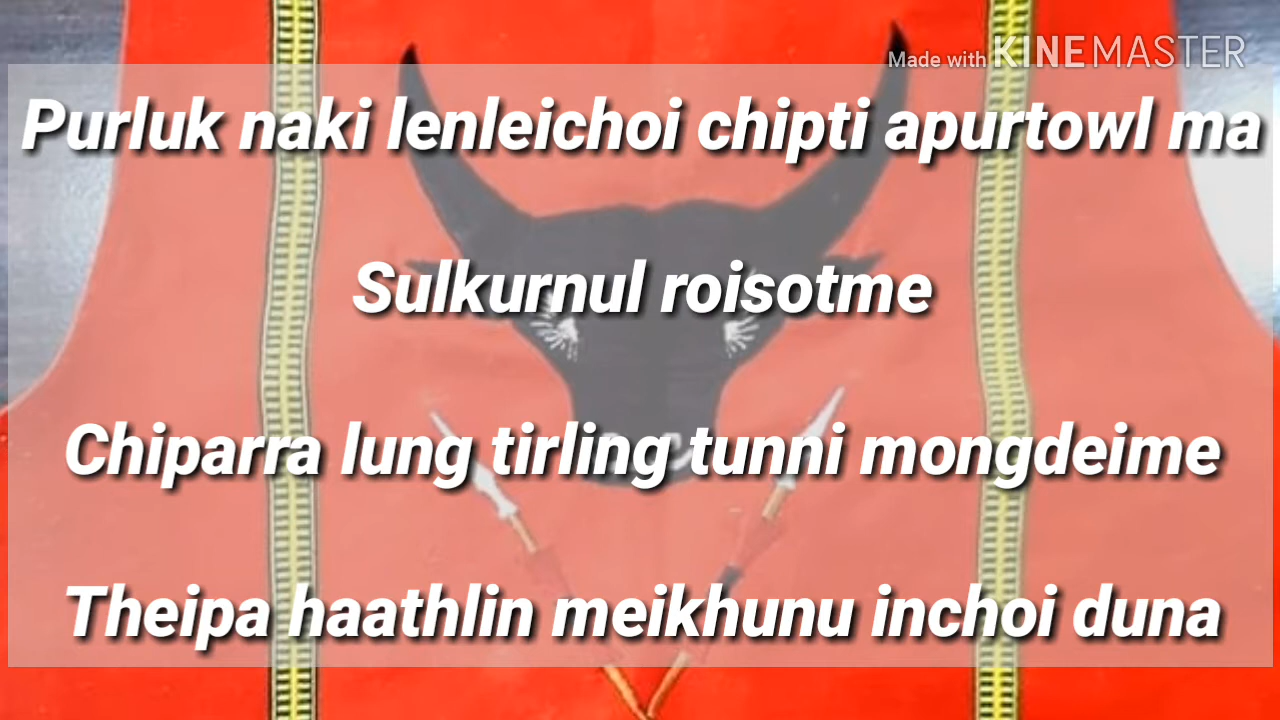 Made with KINEMASTER
Purluk naki lenleichoi chipti apurtowl ma
Sulkurnul roisotme
Chiparra lung tirling tunni mongdeime
Theipa haathlin meikhunu inchoi duna